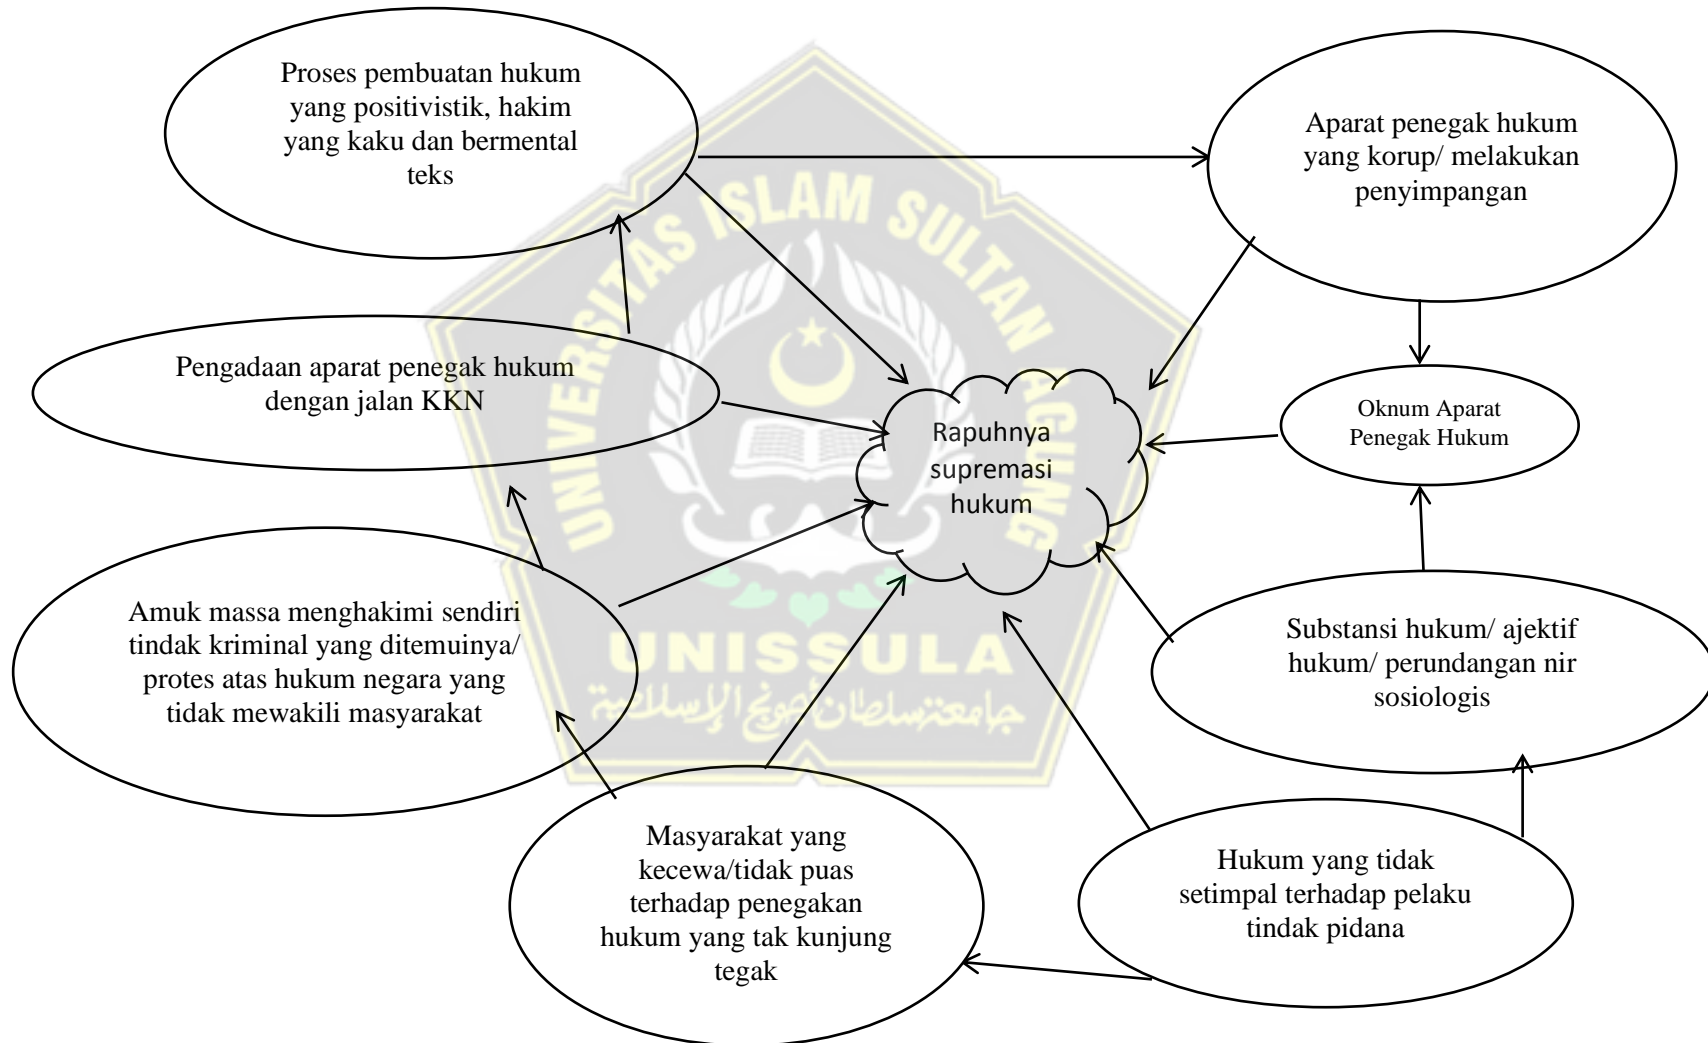 Proses pembuatan hukum
yang positivistik, hakim
yang kaku dan bermental
teks
Aparat penegak hukum
yang korup/ melakukan
penyimpangan
UNIVERSITAS ISLAM SULTAN AGUNG
Pengadaan aparat penegak hukum
dengan jalan KKN
Oknum Aparat
Penegak Hukum
Rapuhnya
supremasi
hukum
Amuk massa menghakimi sendiri
tindak kriminal yang ditemuinya/
protes atas hukum negara yang
tidak mewakili masyarakat
Substansi hukum/ ajektif
hukum/ perundangan nir
sosiologis
UNISSULA
جامعة سلطان أجونج الإسلامية
Masyarakat yang
kecewa/tidak puas
terhadap penegakan
hukum yang tak kunjung
tegak
Hukum yang tidak
setimpal terhadap pelaku
tindak pidana